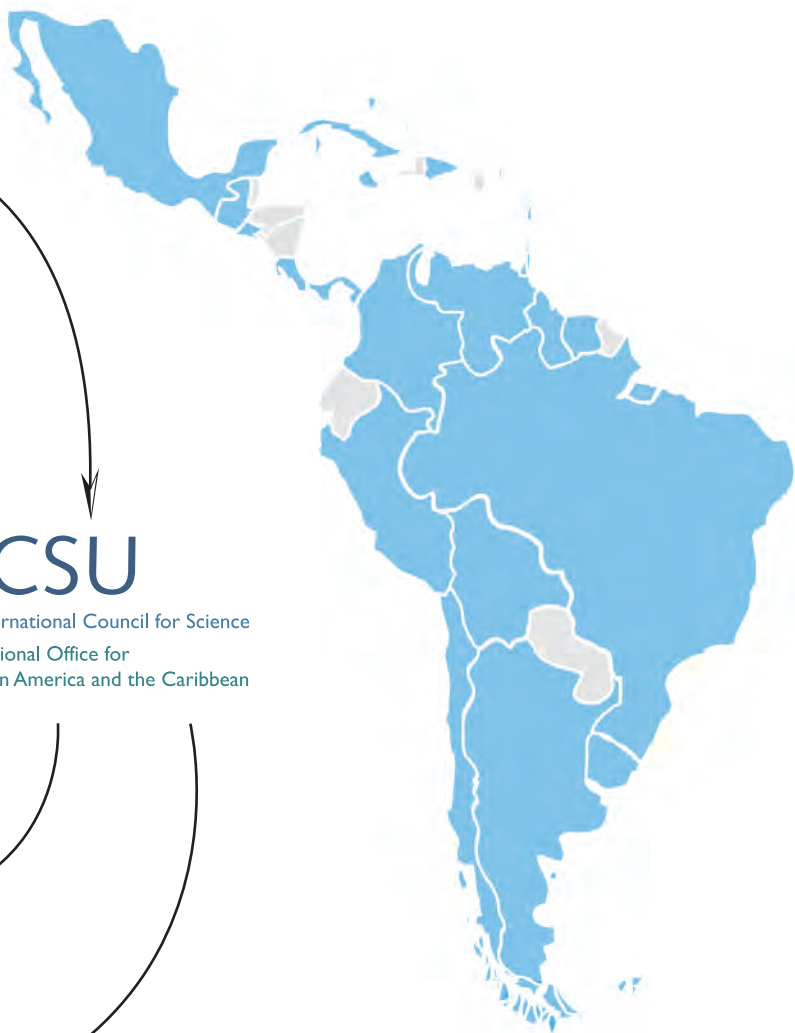 CSU
rnational Council for Science
ional Office for
n America and the Caribbean